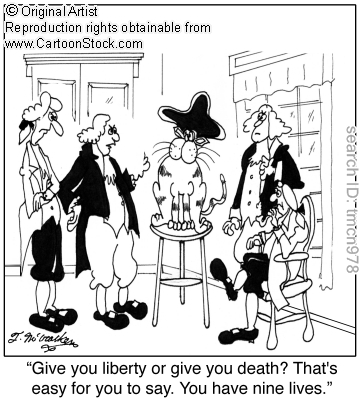 © Original Artist
Reproduction rights obtainable from
www.CartoonStock.com
search ID: tmcn978
"Give you liberty or give you death? That's
easy for you to say. You have nine lives."